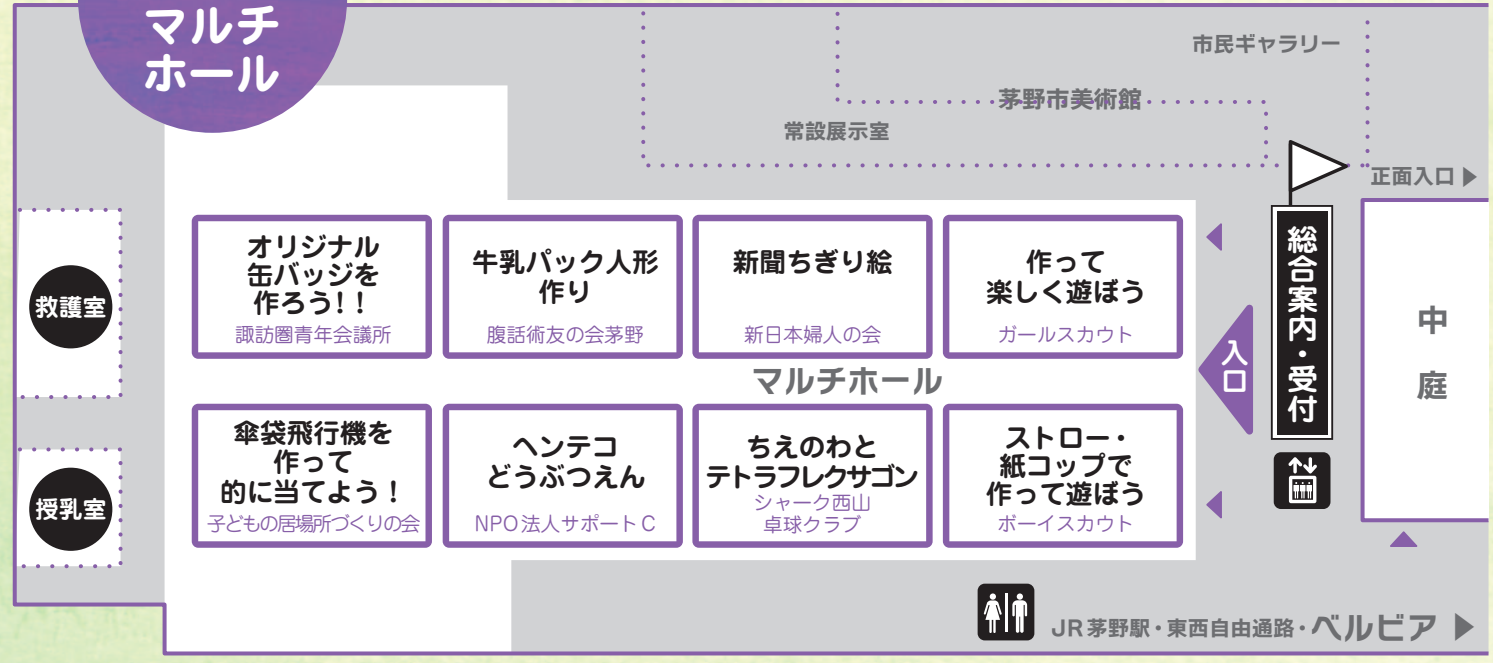 マルチ
ホール
市民ギャラリー
茅野市美術館
常設展示室
正面入口▶
救護室
オリジナル
缶バッジを
作ろう！！
諏訪圏青年会議所
牛乳パック人形
作り
腹話術友の会茅野
新聞ちぎり絵
新日本婦人の会
作って
楽しく遊ぼう
ガールスカウト
入口
総合案内・受付
中庭
マルチホール
授乳室
傘袋飛行機を
作って
的に当てよう！
子どもの居場所づくりの会
ヘンテコ
どうぶつえん
NPO法人サポートC
ちえのわと
テトラフレクサゴン
シャーク西山
卓球クラブ
ストロー・
紙コップで
作って遊ぼう
ボーイスカウト
JR茅野駅・東西自由通路・ベルビア ▶